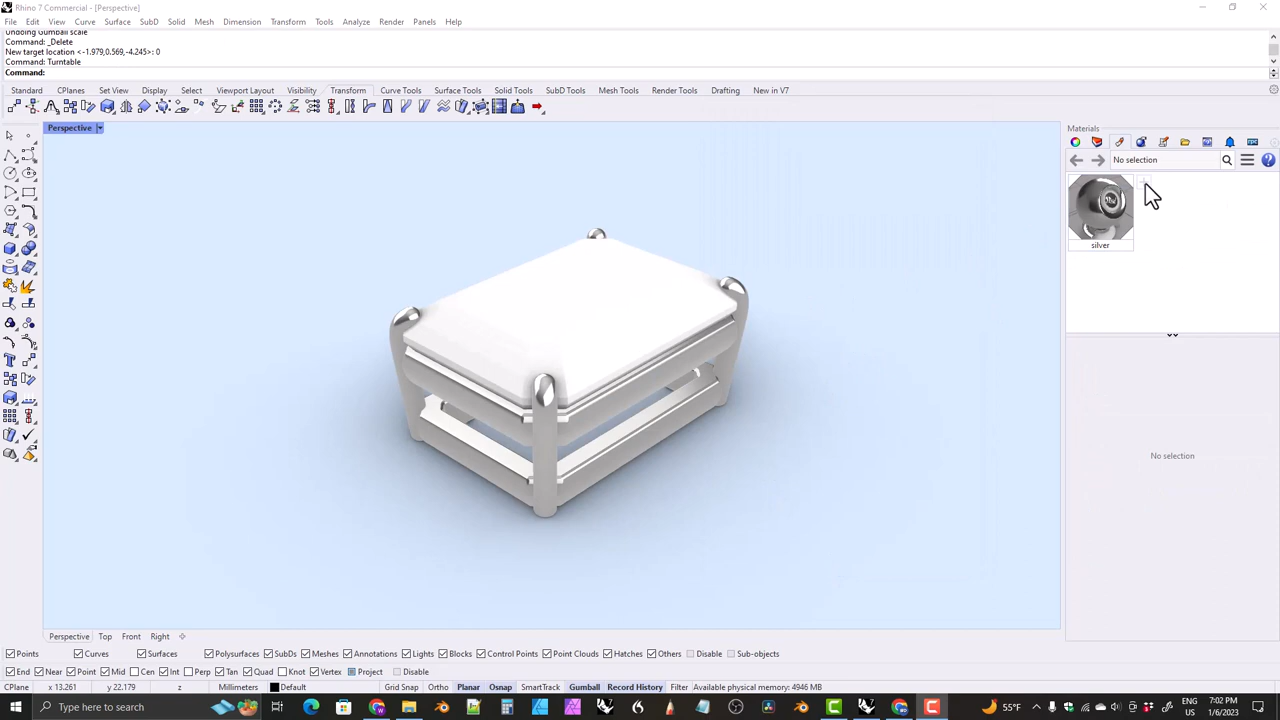 Rhino 7 Commercial - [Perspective]
File Edit View Curve Surface SubD Solid Mesh Dimension Transform Tools Analyze Render Panels Help
Undoing Gumball scale
Command: _Delete
New target location <-1.979,0.569,-4.245>: 0
Command: Turntable
Command:
Standard CPlanes Set View Display Select Viewport Layout Visibility Transform Curve Tools Surface Tools Solid Tools SubD Tools Mesh Tools Render Tools Drafting New in V7
Perspective
Materials
No selection
silver
No selection
Perspective Top Front Right
Points Curves Surfaces Polysurfaces SubDs Meshes Annotations Lights Blocks Control Points Point Clouds Hatches Others Disable Sub-objects
End Near Point Mid Cen Int Perp Tan Quad Knot Vertex Project Disable
CPlane x 13.261 y 22.179 z Millimeters Default Grid Snap Ortho Planar Osnap SmartTrack Gumball Record History Filter Available physical memory: 4946 MB
Type here to search
55°F
ENG
US
7:02 PM
1/6/2023